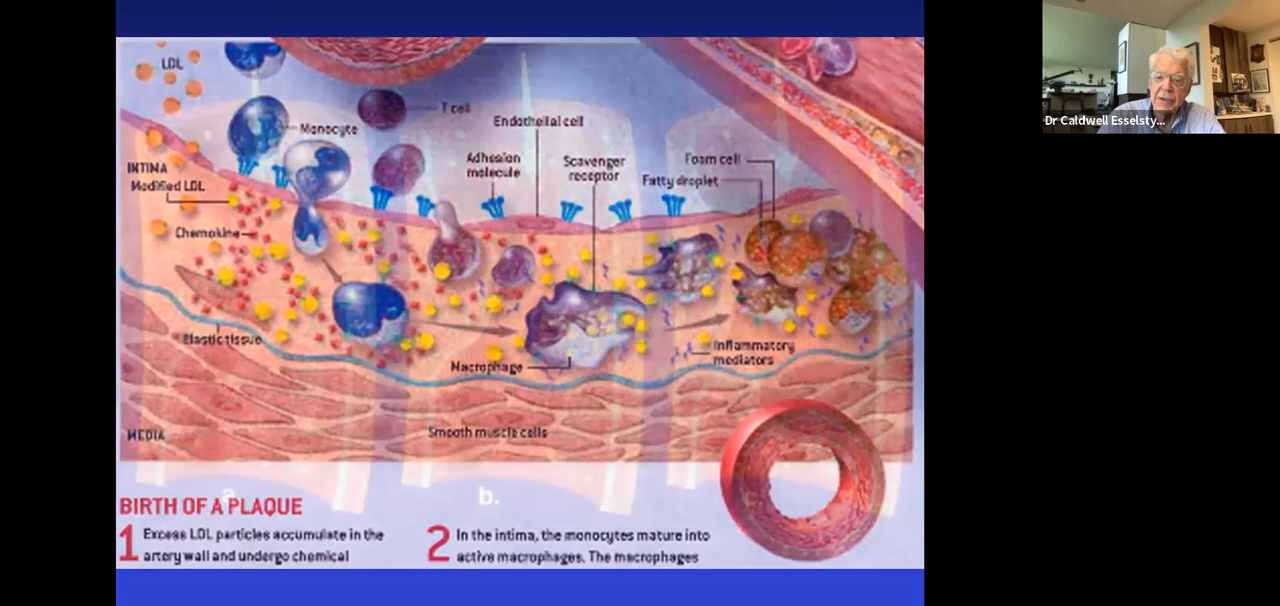 LDL
T cell
Monocyte
Endothelial cell
Adhesion
molecule
Scavenger
receptor
Foam cell
Fatty droplet
INTIMA
Modified LDL
Chemokine
Elastic tissue
Macrophage
Inflammatory
mediators
MEDIA
Smooth muscle cells
a
b.
BIRTH OF A PLAQUE
1 Excess LDL particles accumulate in the
artery wall and undergo chemical
2 In the intima, the monocytes mature into
active macrophages. The macrophages
Dr Caldwell Esselsty...